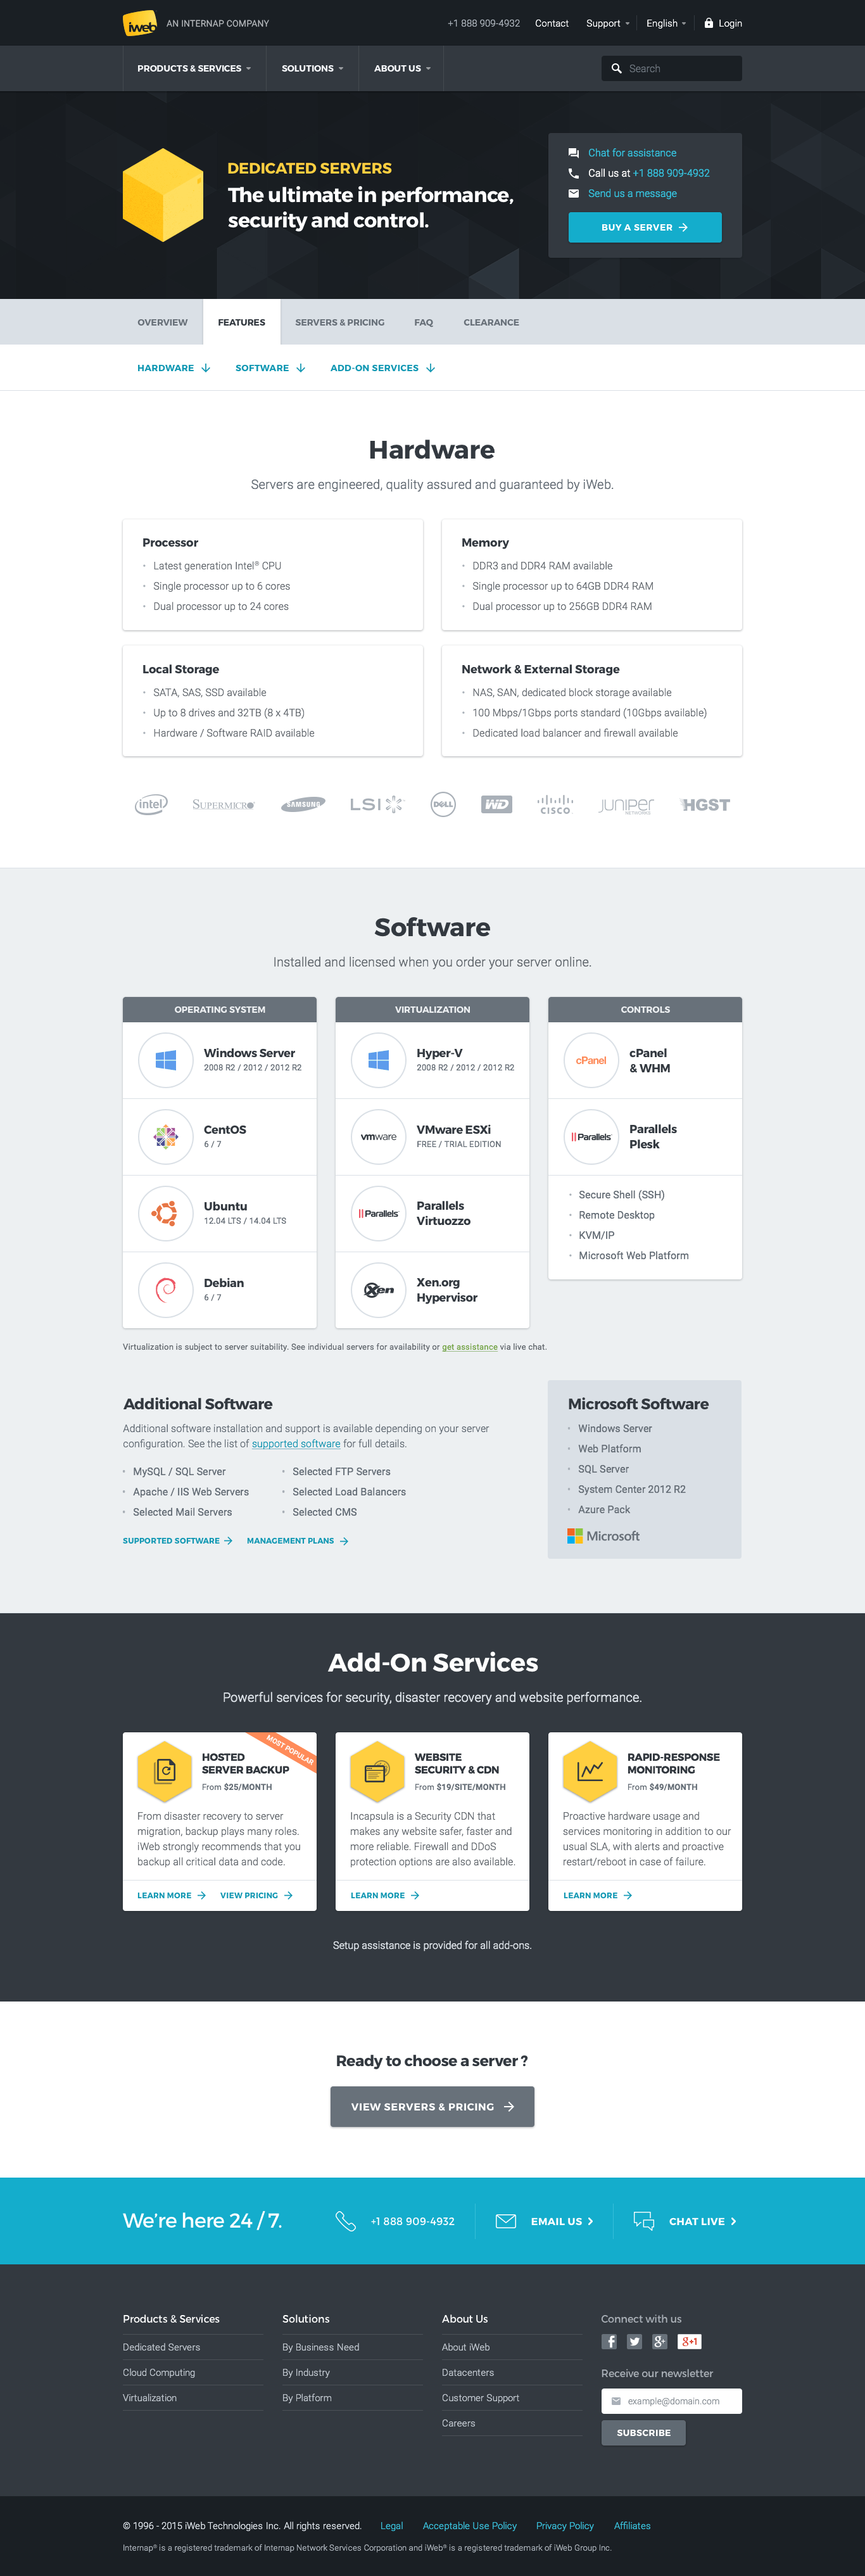 iWeb AN INTERNAP COMPANY
+1 888 909-4932 Contact Support English Login
PRODUCTS & SERVICES SOLUTIONS ABOUT US Search
DEDICATED SERVERS
The ultimate in performance,
security and control.
Chat for assistance
Call us at +1 888 909-4932
Send us a message
BUY A SERVER
OVERVIEW FEATURES SERVERS & PRICING FAQ CLEARANCE
HARDWARE SOFTWARE ADD-ON SERVICES
Hardware
Servers are engineered, quality assured and guaranteed by iWeb.
Processor
Latest generation Intel® CPU
Single processor up to 6 cores
Dual processor up to 24 cores
Memory
DDR3 and DDR4 RAM available
Single processor up to 64GB DDR4 RAM
Dual processor up to 256GB DDR4 RAM
Local Storage
SATA, SAS, SSD available
Up to 8 drives and 32TB (8 x 4TB)
Hardware / Software RAID available
Network & External Storage
NAS, SAN, dedicated block storage available
100 Mbps/1Gbps ports standard (10Gbps available)
Dedicated load balancer and firewall available
intel SUPERMICRO SAMSUNG LSI DELL WD CISCO JUNIPER NETWORKS HGST
Software
Installed and licensed when you order your server online.
OPERATING SYSTEM
Windows Server
2008 R2 / 2012 / 2012 R2
CentOS
6 / 7
Ubuntu
12.04 LTS / 14.04 LTS
Debian
6 / 7
VIRTUALIZATION
Hyper-V
2008 R2 / 2012 / 2012 R2
vmware VMware ESXi
FREE / TRIAL EDITION
Parallels Parallels
Virtuozzo
Xen Xen.org
Hypervisor
CONTROLS
cPanel cPanel
& WHM
Parallels Parallels
Plesk
Secure Shell (SSH)
Remote Desktop
KVM/IP
Microsoft Web Platform
Virtualization is subject to server suitability. See individual servers for availability or get assistance via live chat.
Additional Software
Additional software installation and support is available depending on your server
configuration. See the list of supported software for full details.
MySQL / SQL Server
Apache / IIS Web Servers
Selected Mail Servers
Selected FTP Servers
Selected Load Balancers
Selected CMS
SUPPORTED SOFTWARE MANAGEMENT PLANS
Microsoft Software
Windows Server
Web Platform
SQL Server
System Center 2012 R2
Azure Pack
Microsoft
Add-On Services
Powerful services for security, disaster recovery and website performance.
MOST POPULAR
HOSTED
SERVER BACKUP
From $25/MONTH
From disaster recovery to server
migration, backup plays many roles.
iWeb strongly recommends that you
backup all critical data and code.
LEARN MORE VIEW PRICING
WEBSITE
SECURITY & CDN
From $19/SITE/MONTH
Incapsula is a Security CDN that
makes any website safer, faster and
more reliable. Firewall and DDoS
protection options are also available.
LEARN MORE
RAPID-RESPONSE
MONITORING
From $49/MONTH
Proactive hardware usage and
services monitoring in addition to our
usual SLA, with alerts and proactive
restart/reboot in case of failure.
LEARN MORE
Setup assistance is provided for all add-ons.
Ready to choose a server ?
VIEW SERVERS & PRICING
We're here 24 / 7. +1 888 909-4932 EMAIL US CHAT LIVE
Products & Services
Dedicated Servers
Cloud Computing
Virtualization
Solutions
By Business Need
By Industry
By Platform
About Us
About iWeb
Datacenters
Customer Support
Careers
Connect with us
f g+ g+1
Receive our newsletter
example@domain.com
SUBSCRIBE
© 1996 - 2015 iWeb Technologies Inc. All rights reserved. Legal Acceptable Use Policy Privacy Policy Affiliates
Internap® is a registered trademark of Internap Network Services Corporation and iWeb® is a registered trademark of iWeb Group Inc.